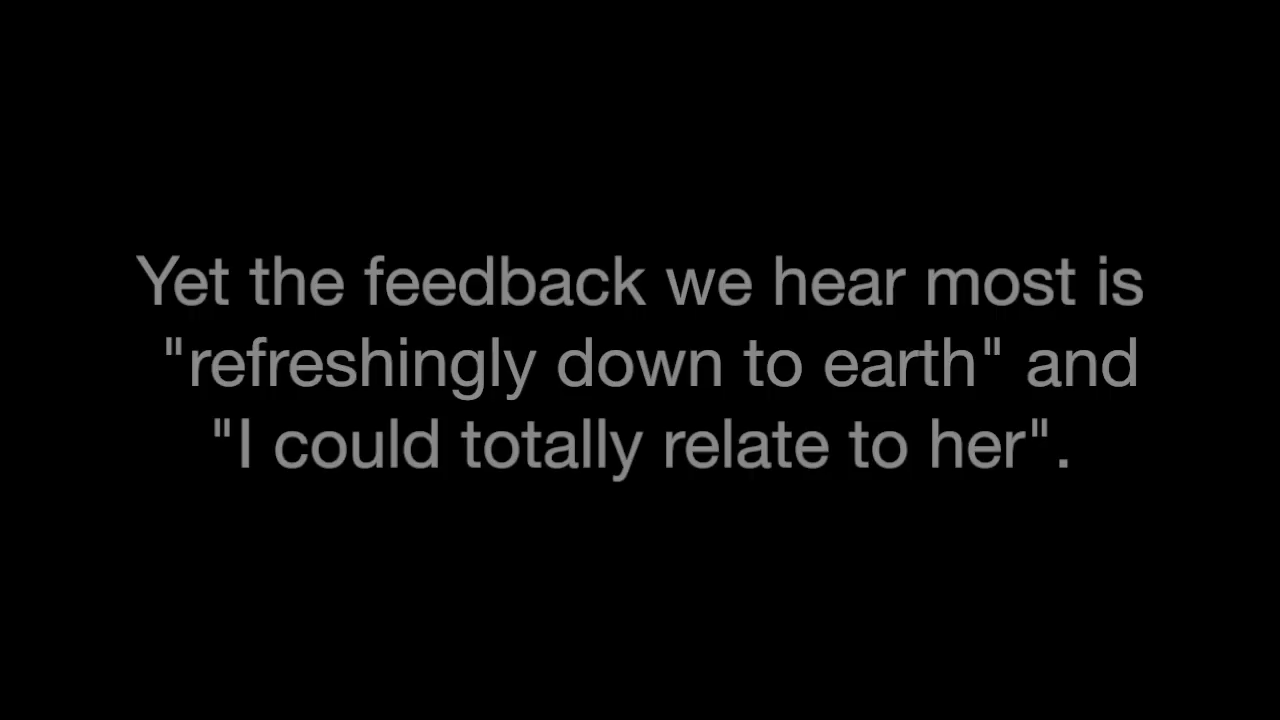 Yet the feedback we hear most is
"refreshingly down to earth" and
"I could totally relate to her".